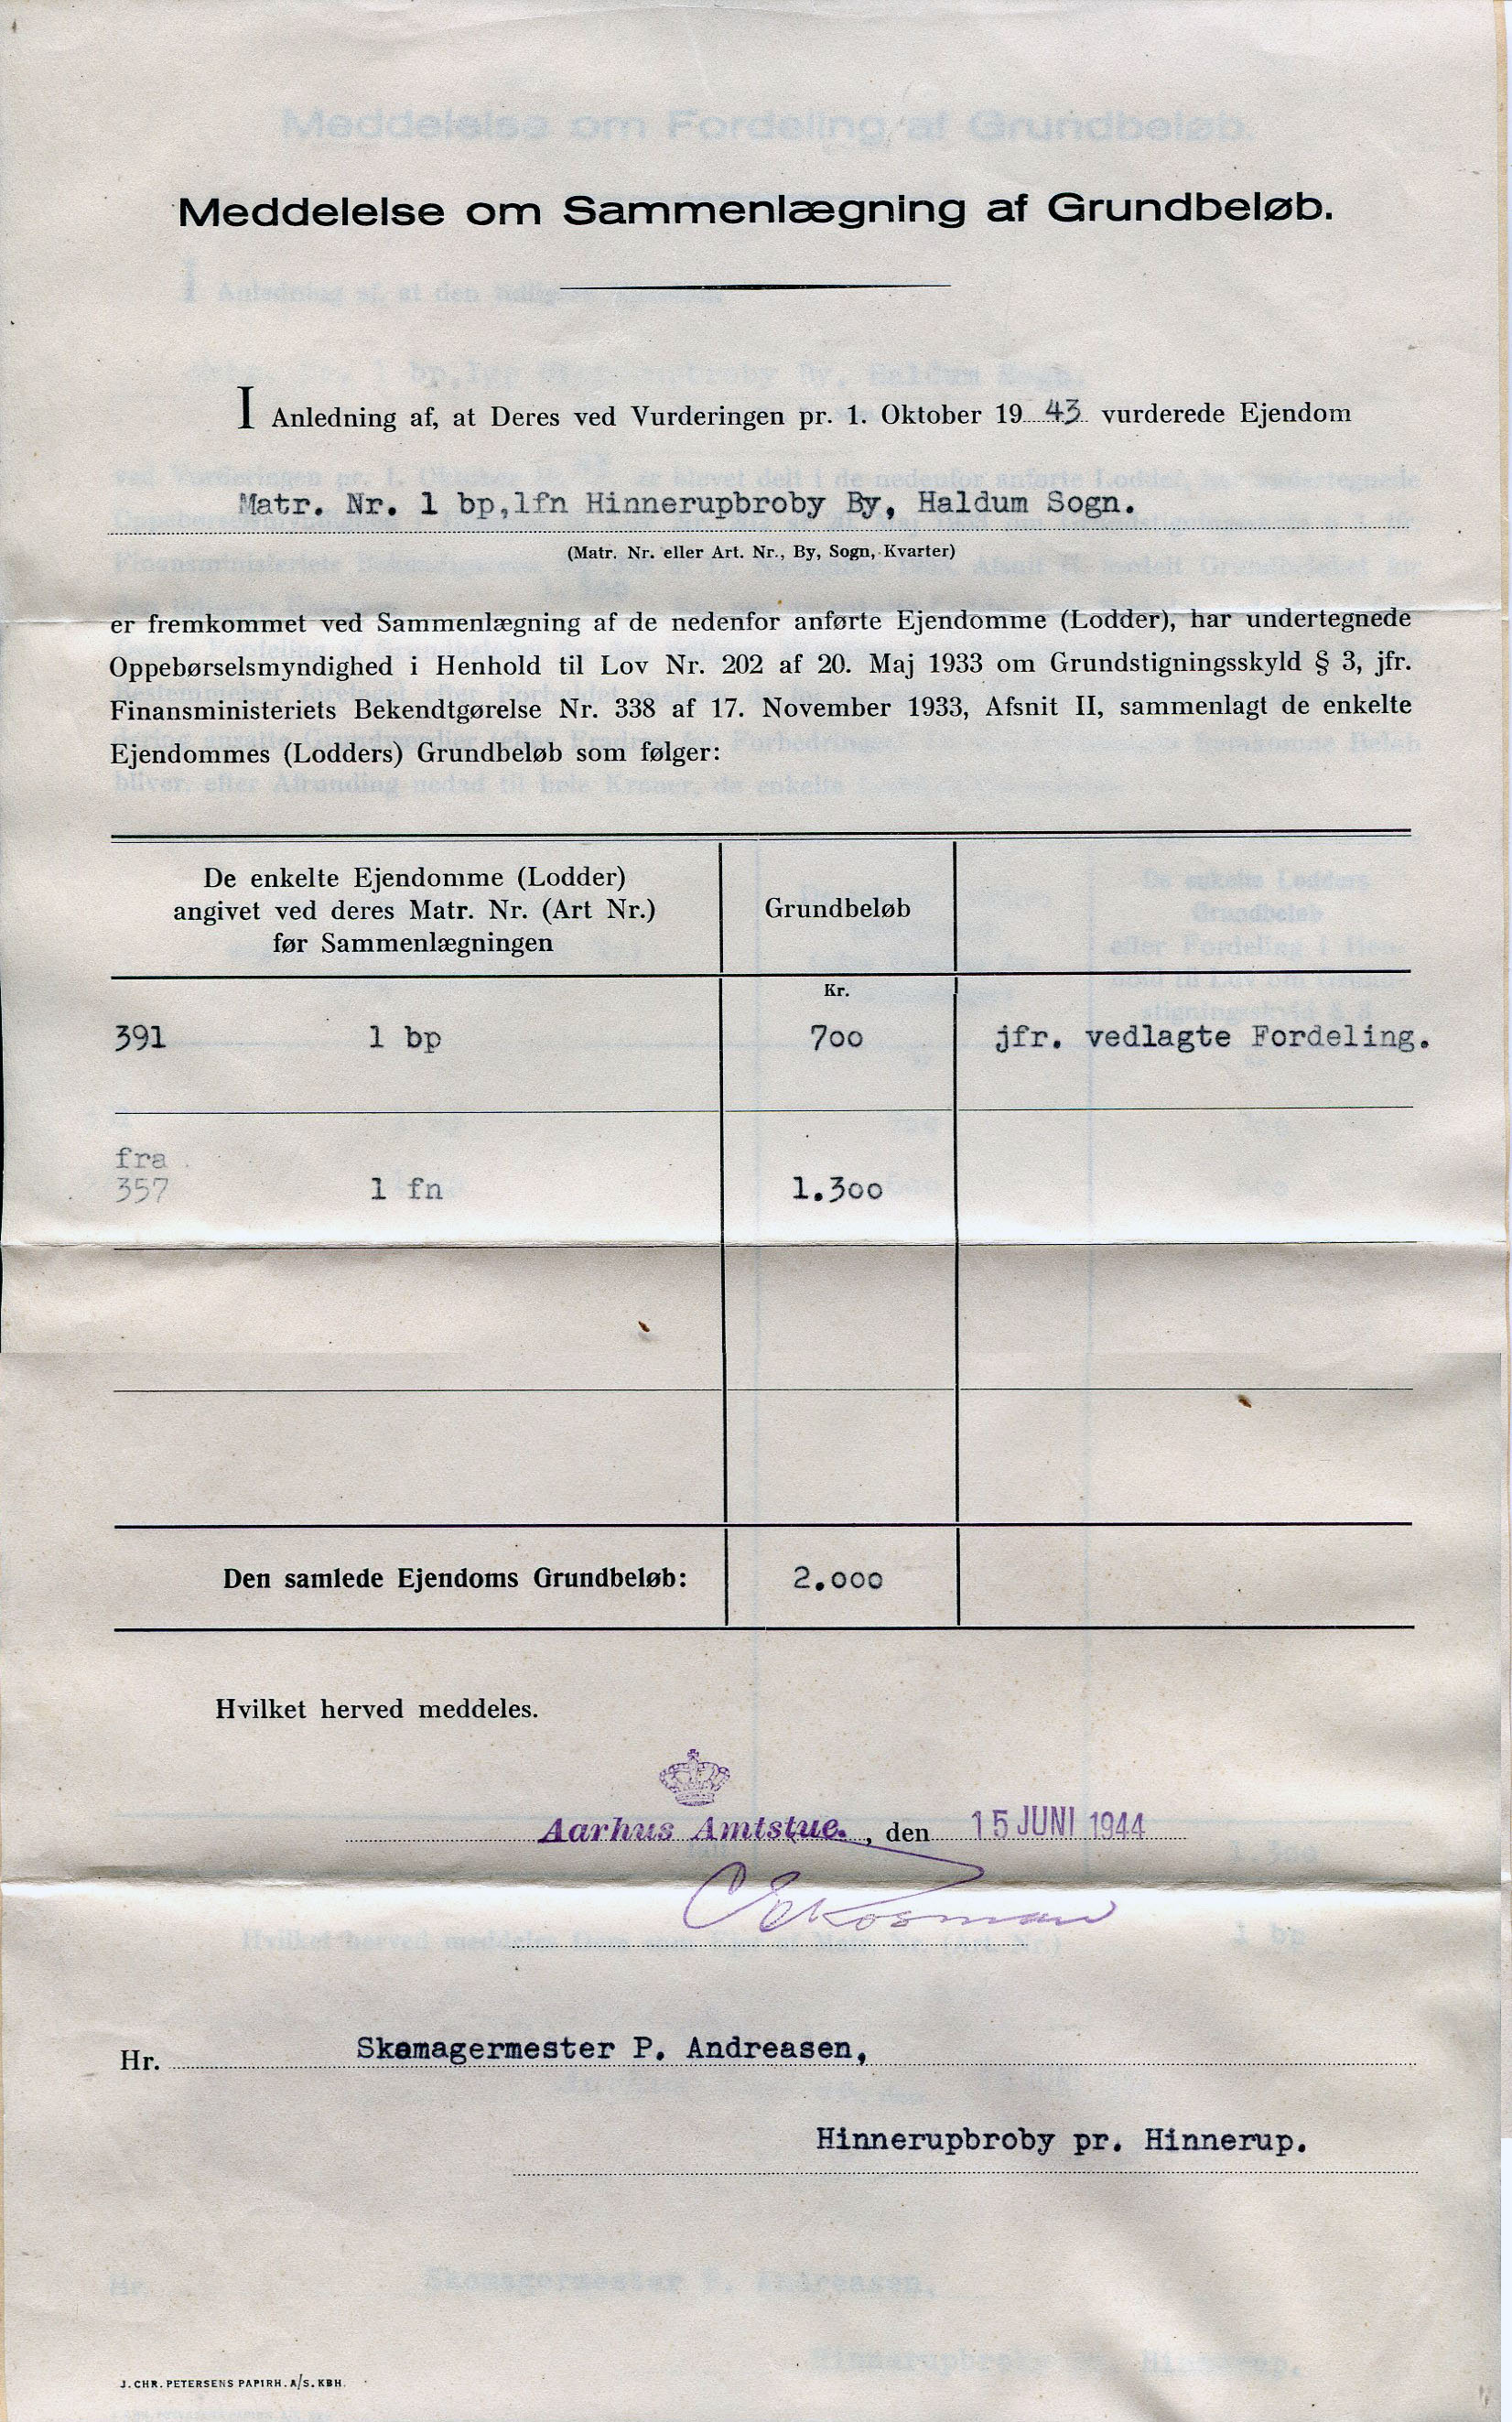 Meddelelse om Sammenlægning af Grundbeløb.
I Anledning af, at Deres ved Vurderingen pr. 1. Oktober 19 43 vurderede Ejendom
Matr. Nr. 1 bp,1fn Hinnerupbroby By, Haldum Sogn.
(Matr. Nr. eller Art. Nr., By, Sogn, Kvarter)
er fremkommet ved Sammenlægning af de nedenfor anførte Ejendomme (Lodder), har undertegnede
Oppebørselsmyndighed i Henhold til Lov Nr. 202 af 20. Maj 1933 om Grundstigningsskyld § 3, jfr.
Finansministeriets Bekendtgørelse Nr. 338 af 17. November 1933, Afsnit II, sammenlagt de enkelte
Ejendommes (Lodders) Grundbeløb som følger:
De enkelte Ejendomme (Lodder)
angivet ved deres Matr. Nr. (Art Nr.)
før Sammenlægningen
Grundbeløb
Kr.
391 1 bp 700 jfr. vedlagte Fordeling.
fra
357 1 fn 1.300
Den samlede Ejendoms Grundbeløb: 2.000
Hvilket herved meddeles.
Aarhus Amtstue. , den 15 JUNI 1944
Hr. Skomagermester P. Andreasen,
Hinnerupbroby pr. Hinnerup.
J. CHR. PETERSENS PAPIRH. A/S. KBH.